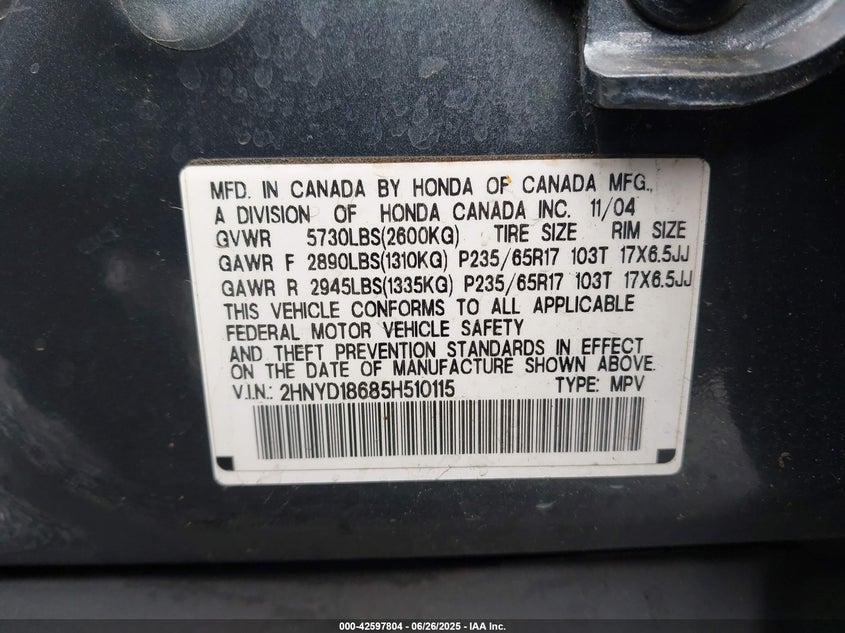 MFD. IN CANADA BY HONDA OF CANADA MFG.,
A DIVISION OF HONDA CANADA INC. 11/04
GVWR 5730LBS(2600KG) TIRE SIZE RIM SIZE
GAWR F 2890LBS(1310KG) P235/65R17 103T 17X6.5JJ
GAWR R 2945LBS(1335KG) P235/65R17 103T 17X6.5JJ
THIS VEHICLE CONFORMS TO ALL APPLICABLE
FEDERAL MOTOR VEHICLE SAFETY
AND THEFT PREVENTION STANDARDS IN EFFECT
ON THE DATE OF MANUFACTURE SHOWN ABOVE.
V.I.N.: 2HNYD18685H510115 TYPE: MPV
000-42597804 | 06/26/2025 - IAA Inc.